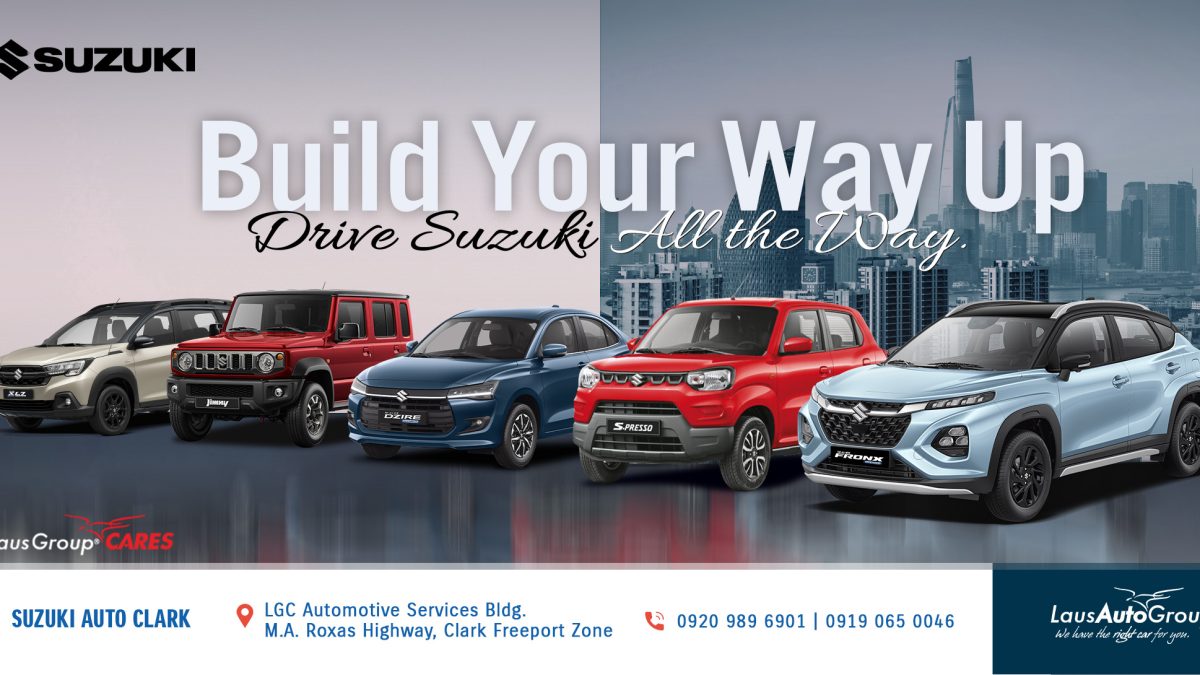 SUZUKI
Build Your Way Up
Drive Suzuki All the Way.
XL7
Jimny
DZIRE
S-PRESSO
FRONX
ausGroup® CARES
SUZUKI AUTO CLARK
LGC Automotive Services Bldg.
M.A. Roxas Highway, Clark Freeport Zone
0920 989 6901 | 0919 065 0046
LausAutoGrou
We have the right car for you.